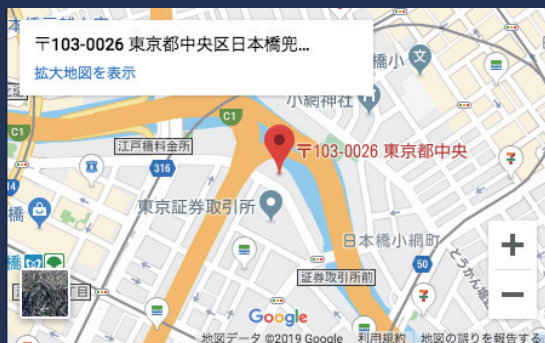 〒103-0026 東京都中央区日本橋兜...
拡大地図を表示
小網神社
文
C1
C1
江戸橋料金所
316
〒103-0026 東京都中央
東京証券取引所
日本橋小網町
50
証券取引所前
Google
地図データ ©2019 Google
利用規約
地図の誤りを報告する